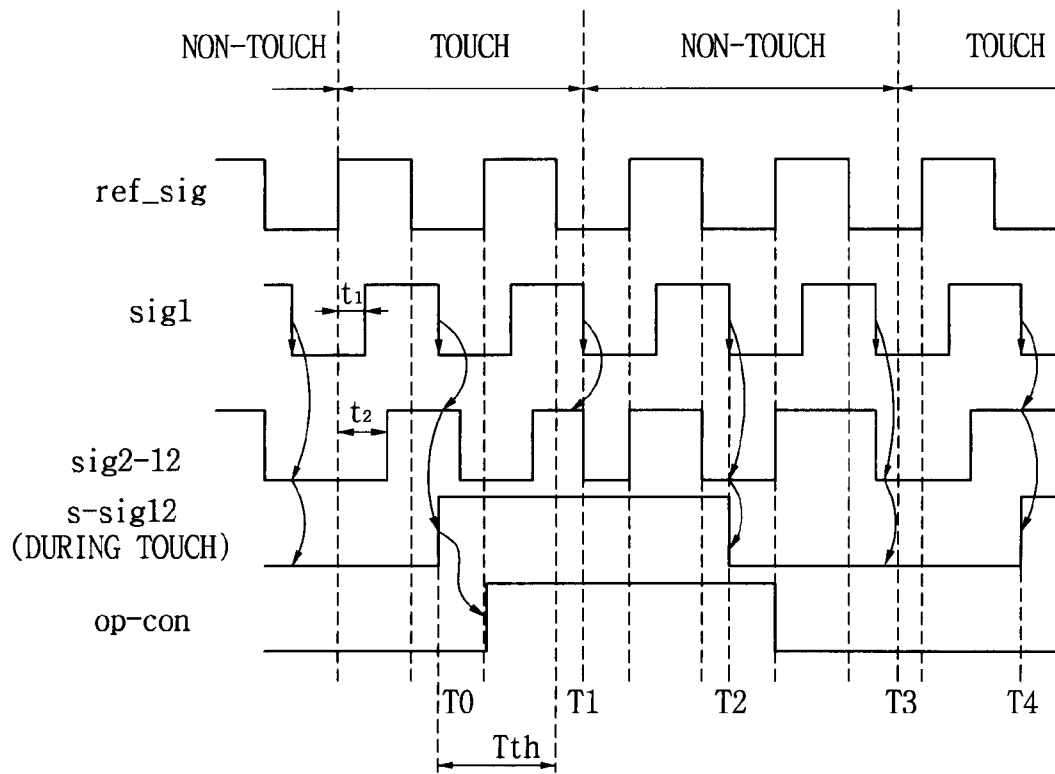 NON-TOUCH TOUCH NON-TOUCH TOUCH
ref_sig
sig1
t1
t2
sig2-12
s-sig12
(DURING TOUCH)
op-con
T0 T1 T2 T3 T4
Tth